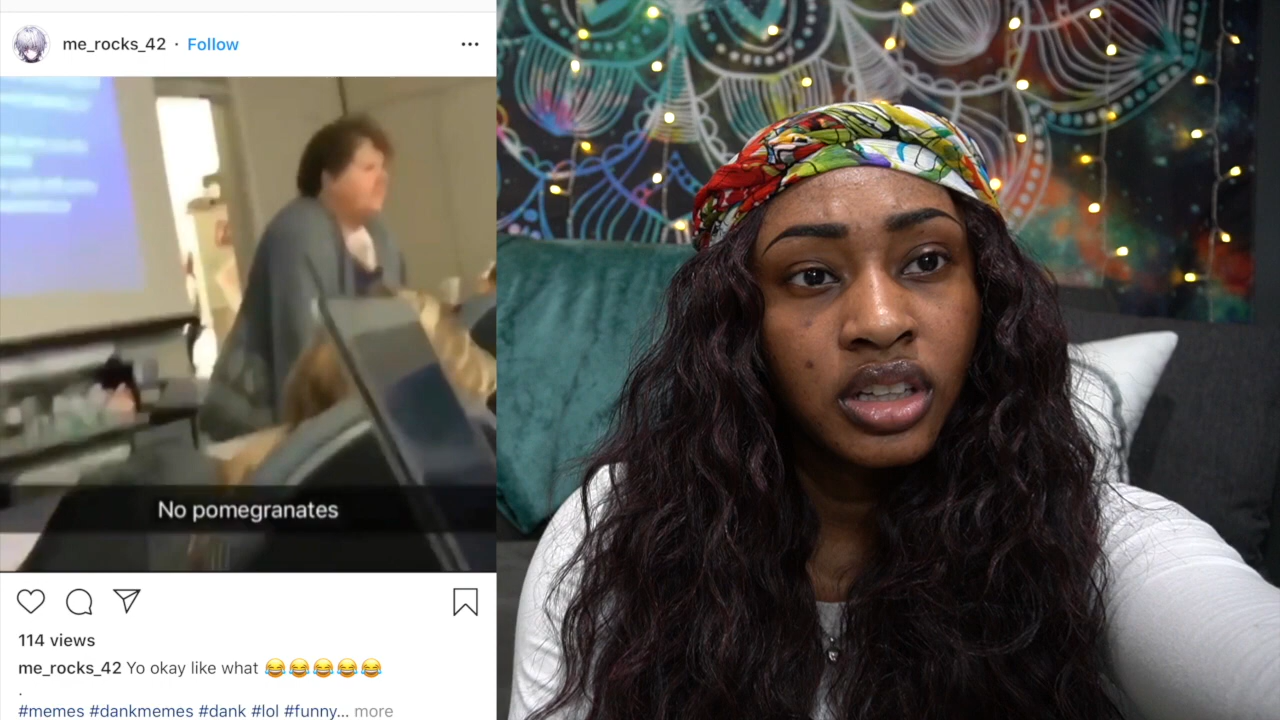 me_rocks_42 · Follow
No pomegranates
114 views
me_rocks_42 Yo okay like what 😂😂😂😂😂
.
#memes #dankmemes #dank #lol #funny... more